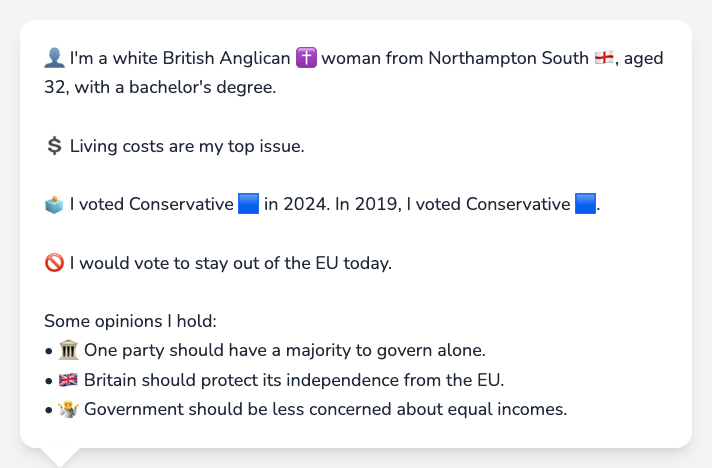 👤 I'm a white British Anglican ✝️ woman from Northampton South 🏴󠁧󠁢󠁥󠁮󠁧󠁿, aged
32, with a bachelor's degree.
💲 Living costs are my top issue.
🗳️ I voted Conservative 🟦 in 2024. In 2019, I voted Conservative 🟦.
🚫 I would vote to stay out of the EU today.
Some opinions I hold:
• 🏛️ One party should have a majority to govern alone.
• 🇬🇧 Britain should protect its independence from the EU.
• 🤷 Government should be less concerned about equal incomes.